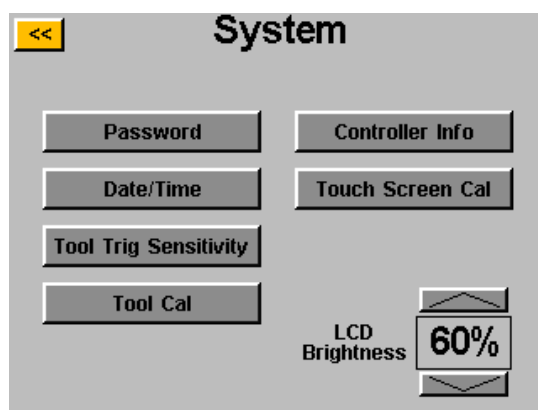 <<
System
Password
Controller Info
Date/Time
Touch Screen Cal
Tool Trig Sensitivity
Tool Cal
LCD
Brightness
60%